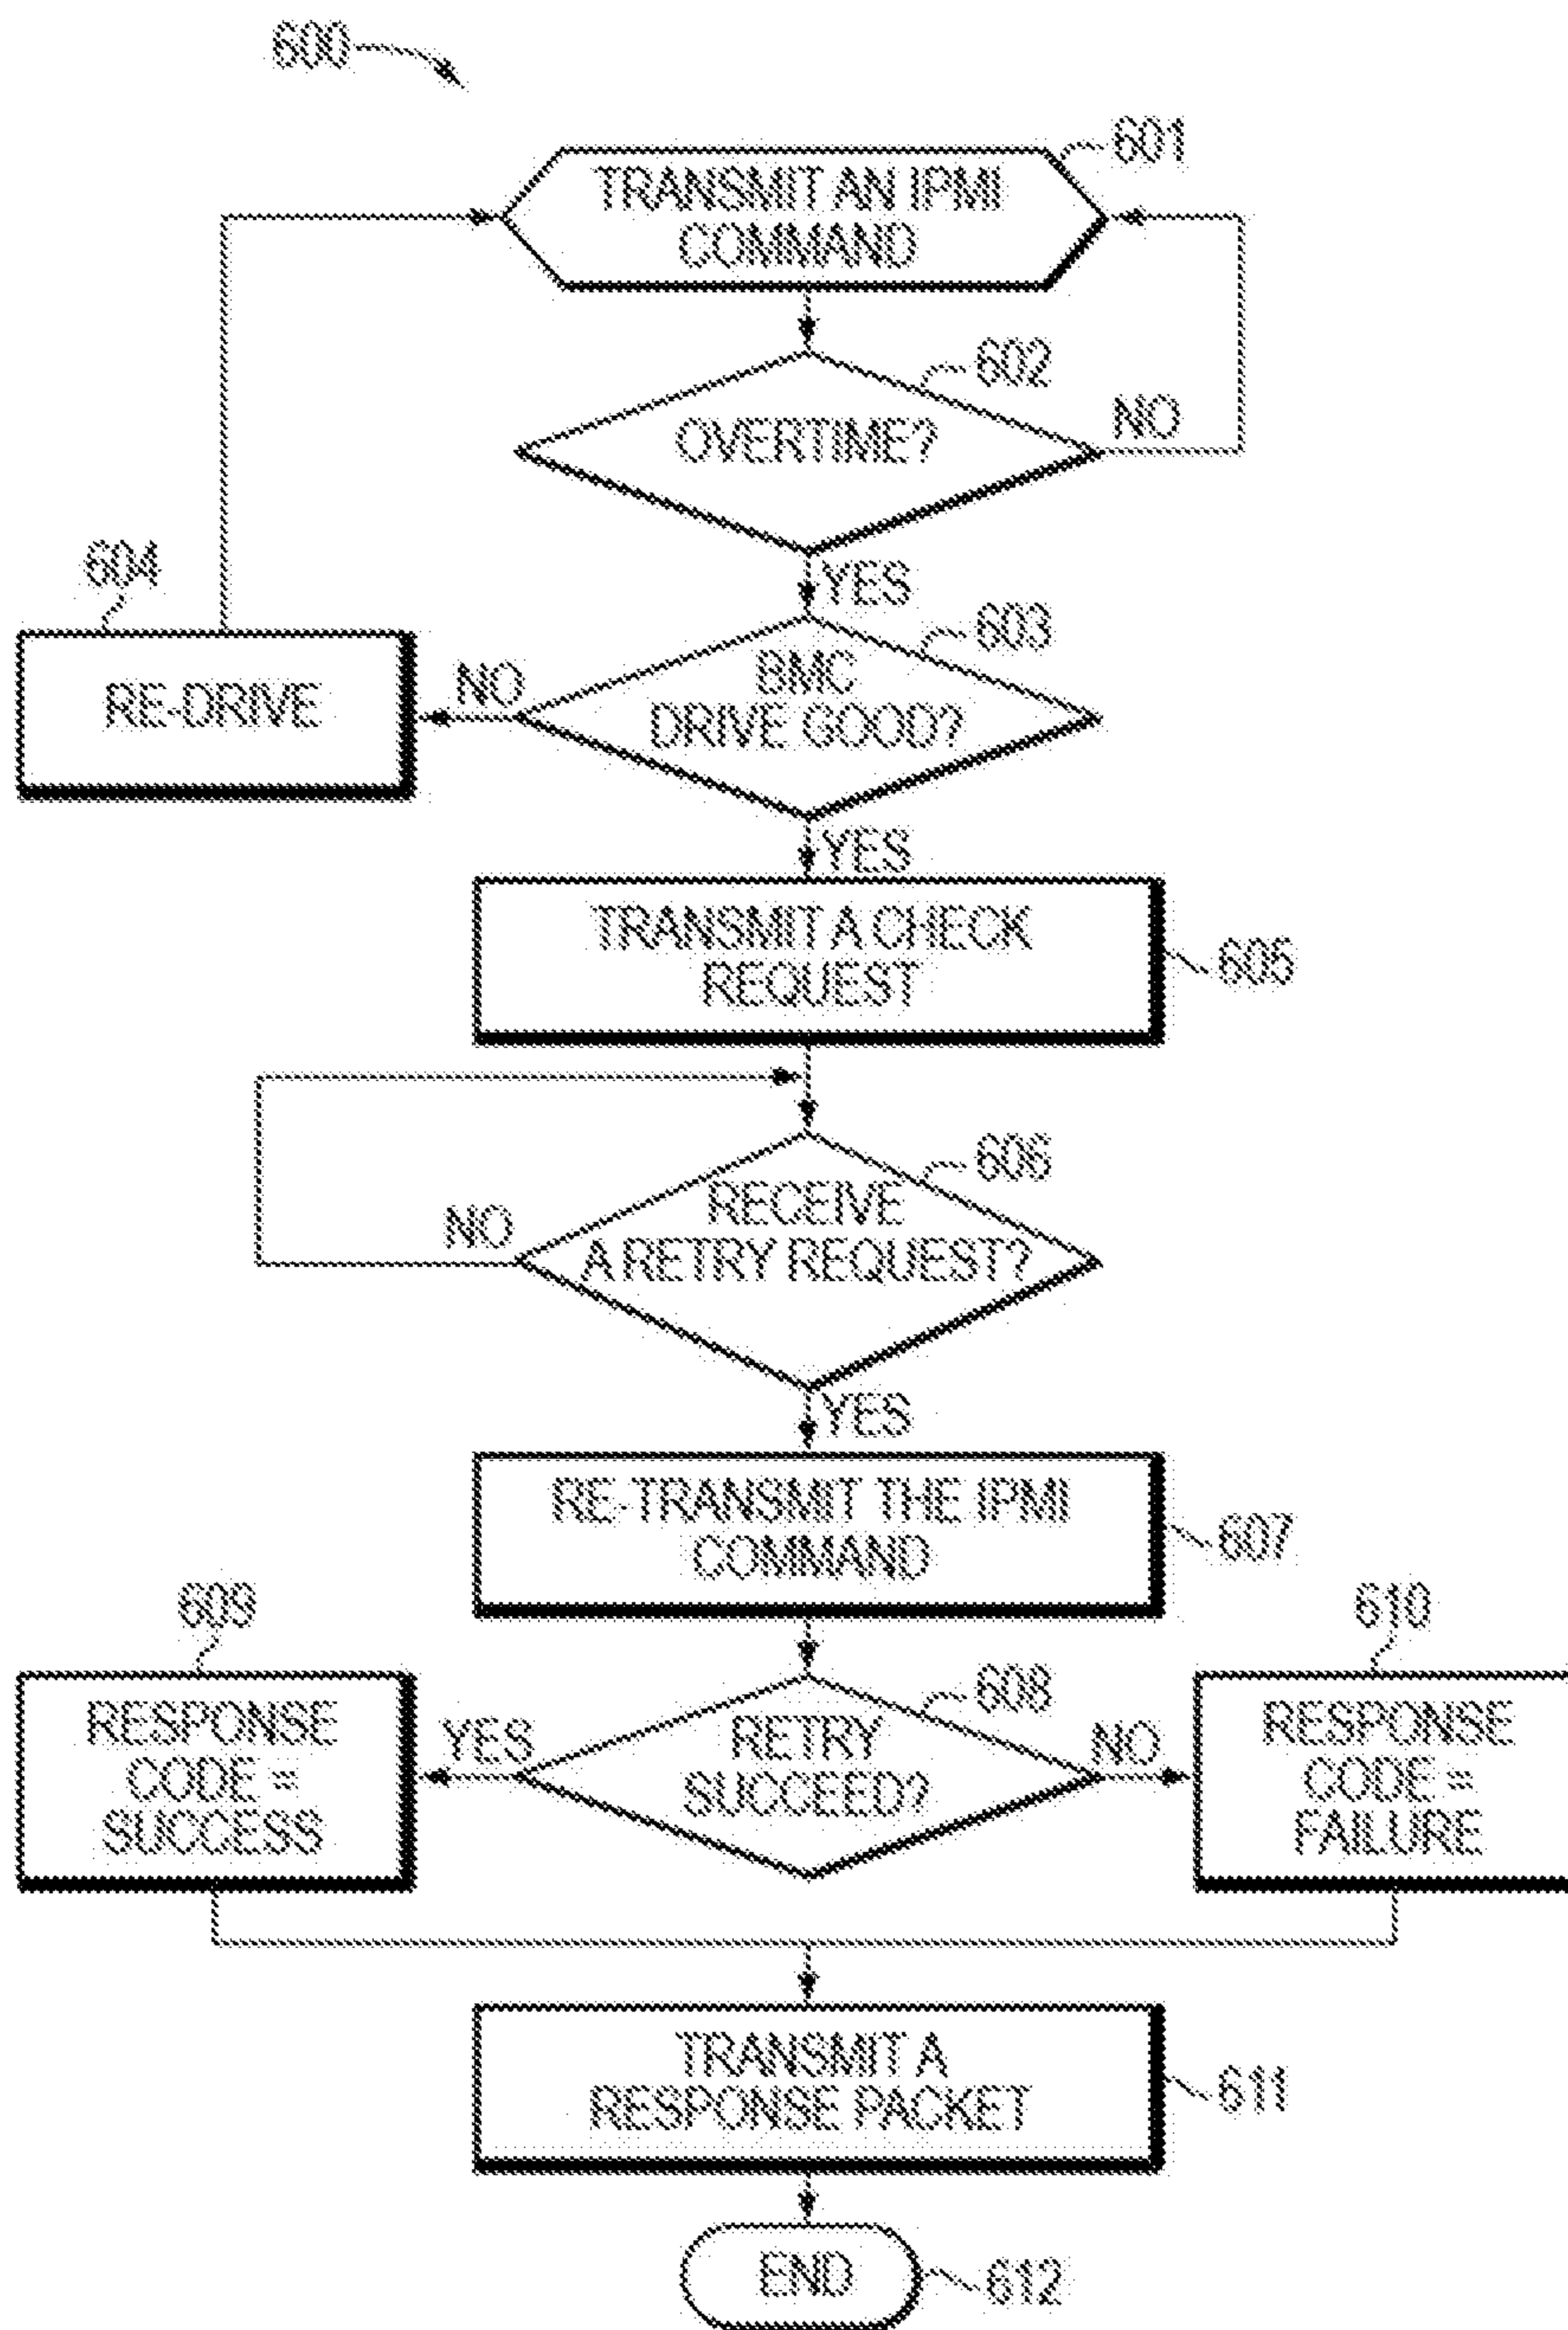 600
601
TRANSMIT AN IPMI
COMMAND
602
OVERTIME?
NO
YES
604
603
RE-DRIVE
NO
BMC
DRIVE GOOD?
YES
TRANSMIT A CHECK
REQUEST
605
606
RECEIVE
A RETRY REQUEST?
NO
YES
RE-TRANSMIT THE IPMI
COMMAND
607
609
610
608
RESPONSE
CODE =
SUCCESS
YES
RETRY
SUCCEED?
NO
RESPONSE
CODE =
FAILURE
TRANSMIT A
RESPONSE PACKET
611
END
612